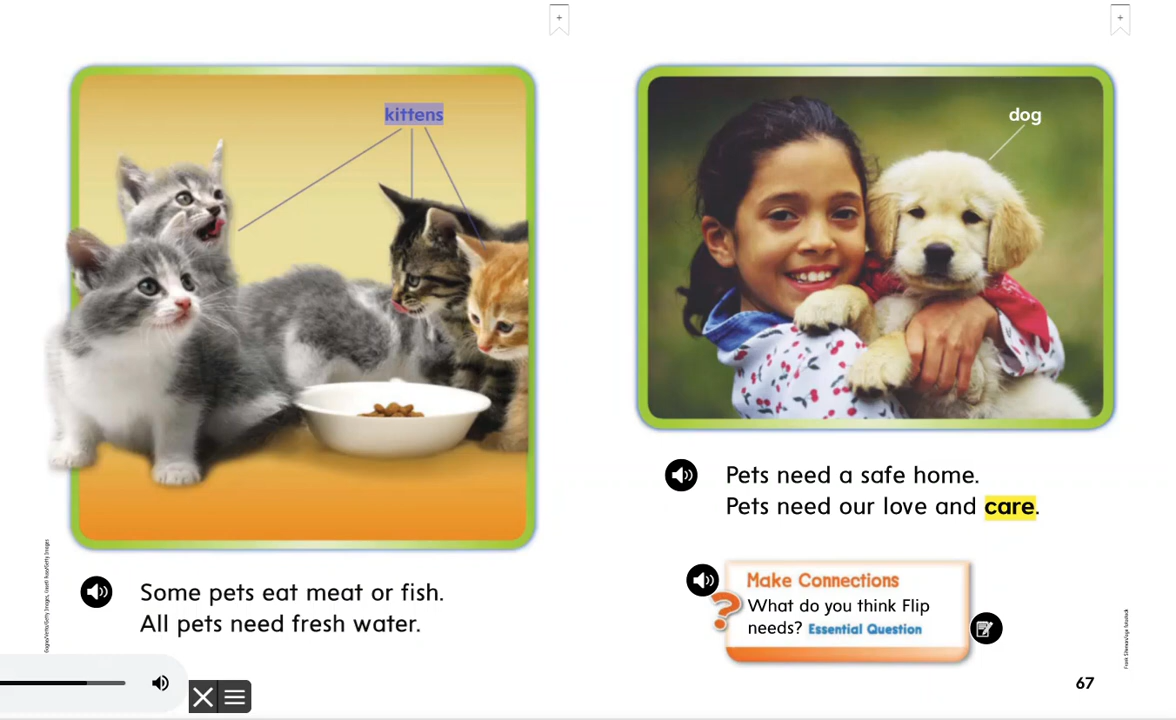 kittens
Some pets eat meat or fish.
All pets need fresh water.
dog
Pets need a safe home.
Pets need our love and care.
Make Connections
What do you think Flip
needs? Essential Question
67